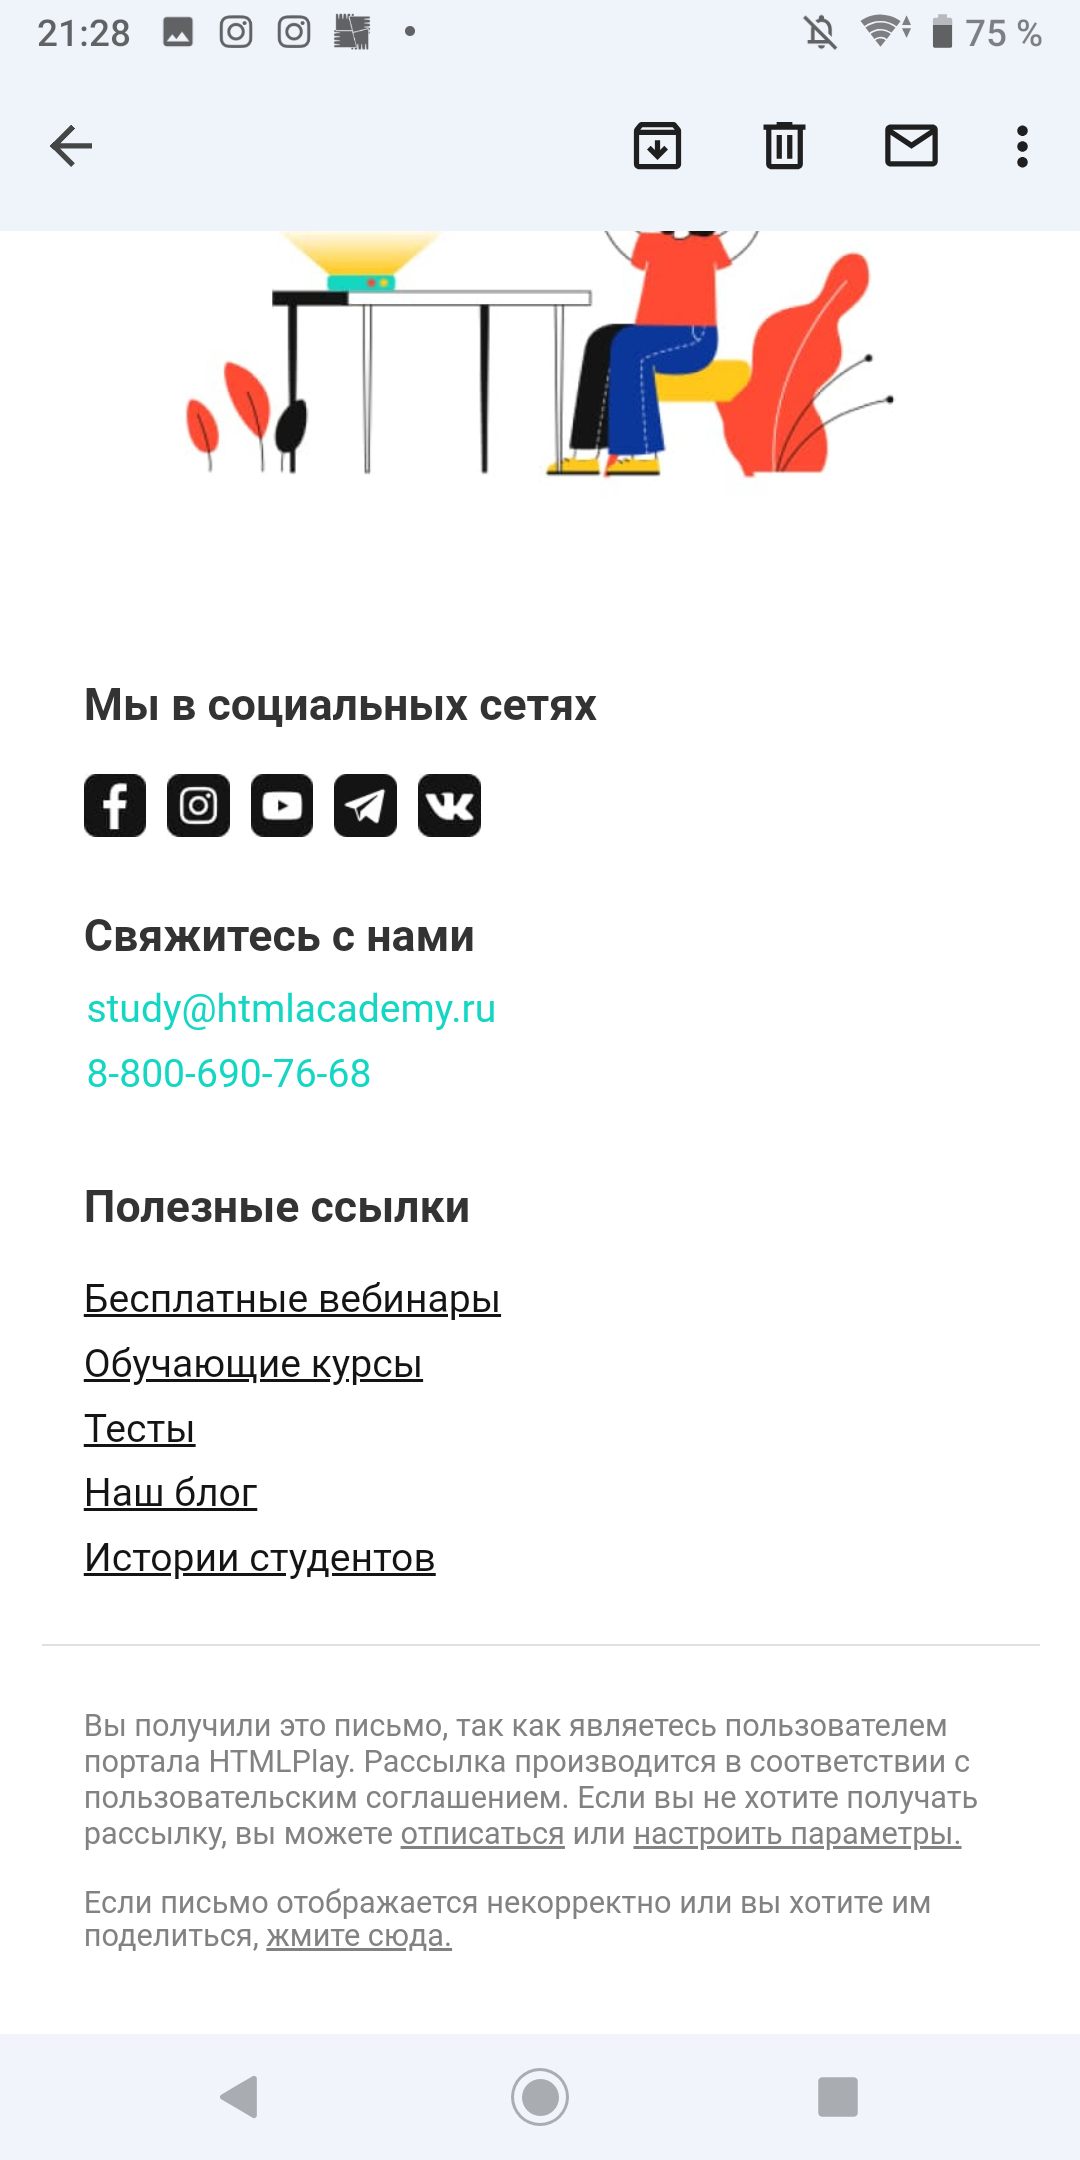 21:28
75 %
Мы в социальных сетях
Свяжитесь с нами
study@htmlacademy.ru
8-800-690-76-68
Полезные ссылки
Бесплатные вебинары
Обучающие курсы
Тесты
Наш блог
Истории студентов
Вы получили это письмо, так как являетесь пользователем
портала HTMLPlay. Рассылка производится в соответствии с
пользовательским соглашением. Если вы не хотите получать
рассылку, вы можете отписаться или настроить параметры.
Если письмо отображается некорректно или вы хотите им
поделиться, жмите сюда.